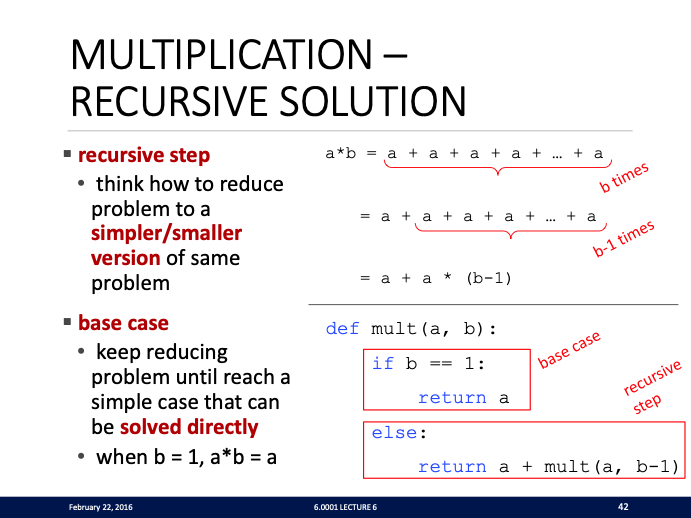 MULTIPLICATION –
RECURSIVE SOLUTION
▪ recursive step
• think how to reduce
problem to a
simpler/smaller
version of same
problem
▪ base case
• keep reducing
problem until reach a
simple case that can
be solved directly
• when b = 1, a*b = a
a*b = a + a + a + a + … + a
b times
= a + a + a + a + … + a
b-1 times
= a + a * (b-1)
def mult(a, b):
if b == 1:
return a
base case
else:
return a + mult(a, b-1)
recursive
step
February 22, 2016
6.0001 LECTURE 6
42